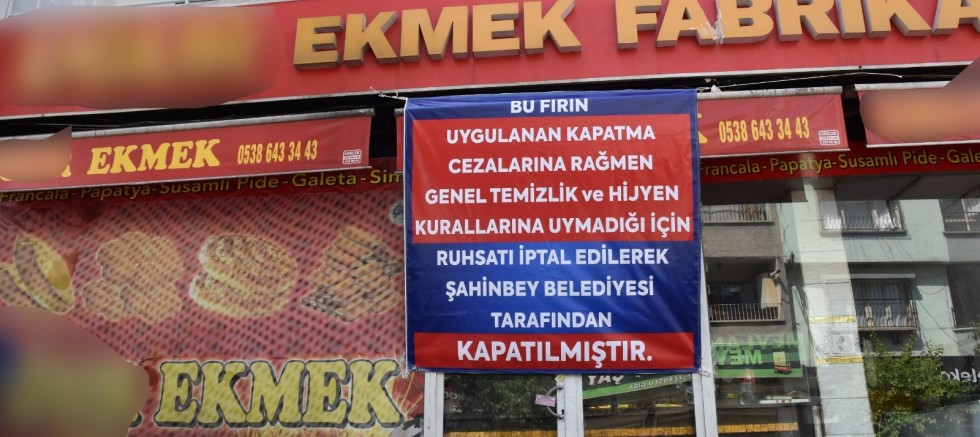 EKMEK FABRİKA
EKMEK 0538 643 34 43
0538 643 34 43
Francala - Papatya - Susamlı Pide - Galeta - Sim
Francala - Papatya - Susamlı Pide - Galeta
BU FIRIN
UYGULANAN KAPATMA
CEZALARINA RAĞMEN
GENEL TEMİZLİK ve HİJYEN
KURALLARINA UYMADIĞI İÇİN
RUHSATI İPTAL EDİLEREK
ŞAHİNBEY BELEDİYESİ
TARAFINDAN
KAPATILMIŞTIR.
EKMEK